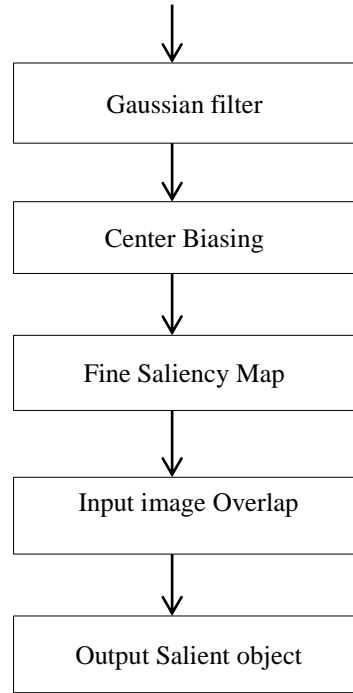 Gaussian filter
Center Biasing
Fine Saliency Map
Input image Overlap
Output Salient object